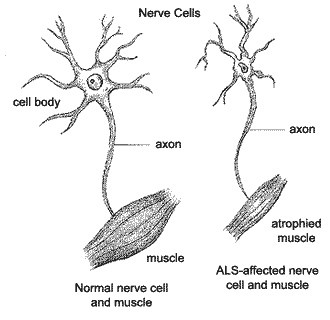 Nerve Cells
cell body
axon
muscle
Normal nerve cell
and muscle
axon
atrophied
muscle
ALS-affected nerve
cell and muscle